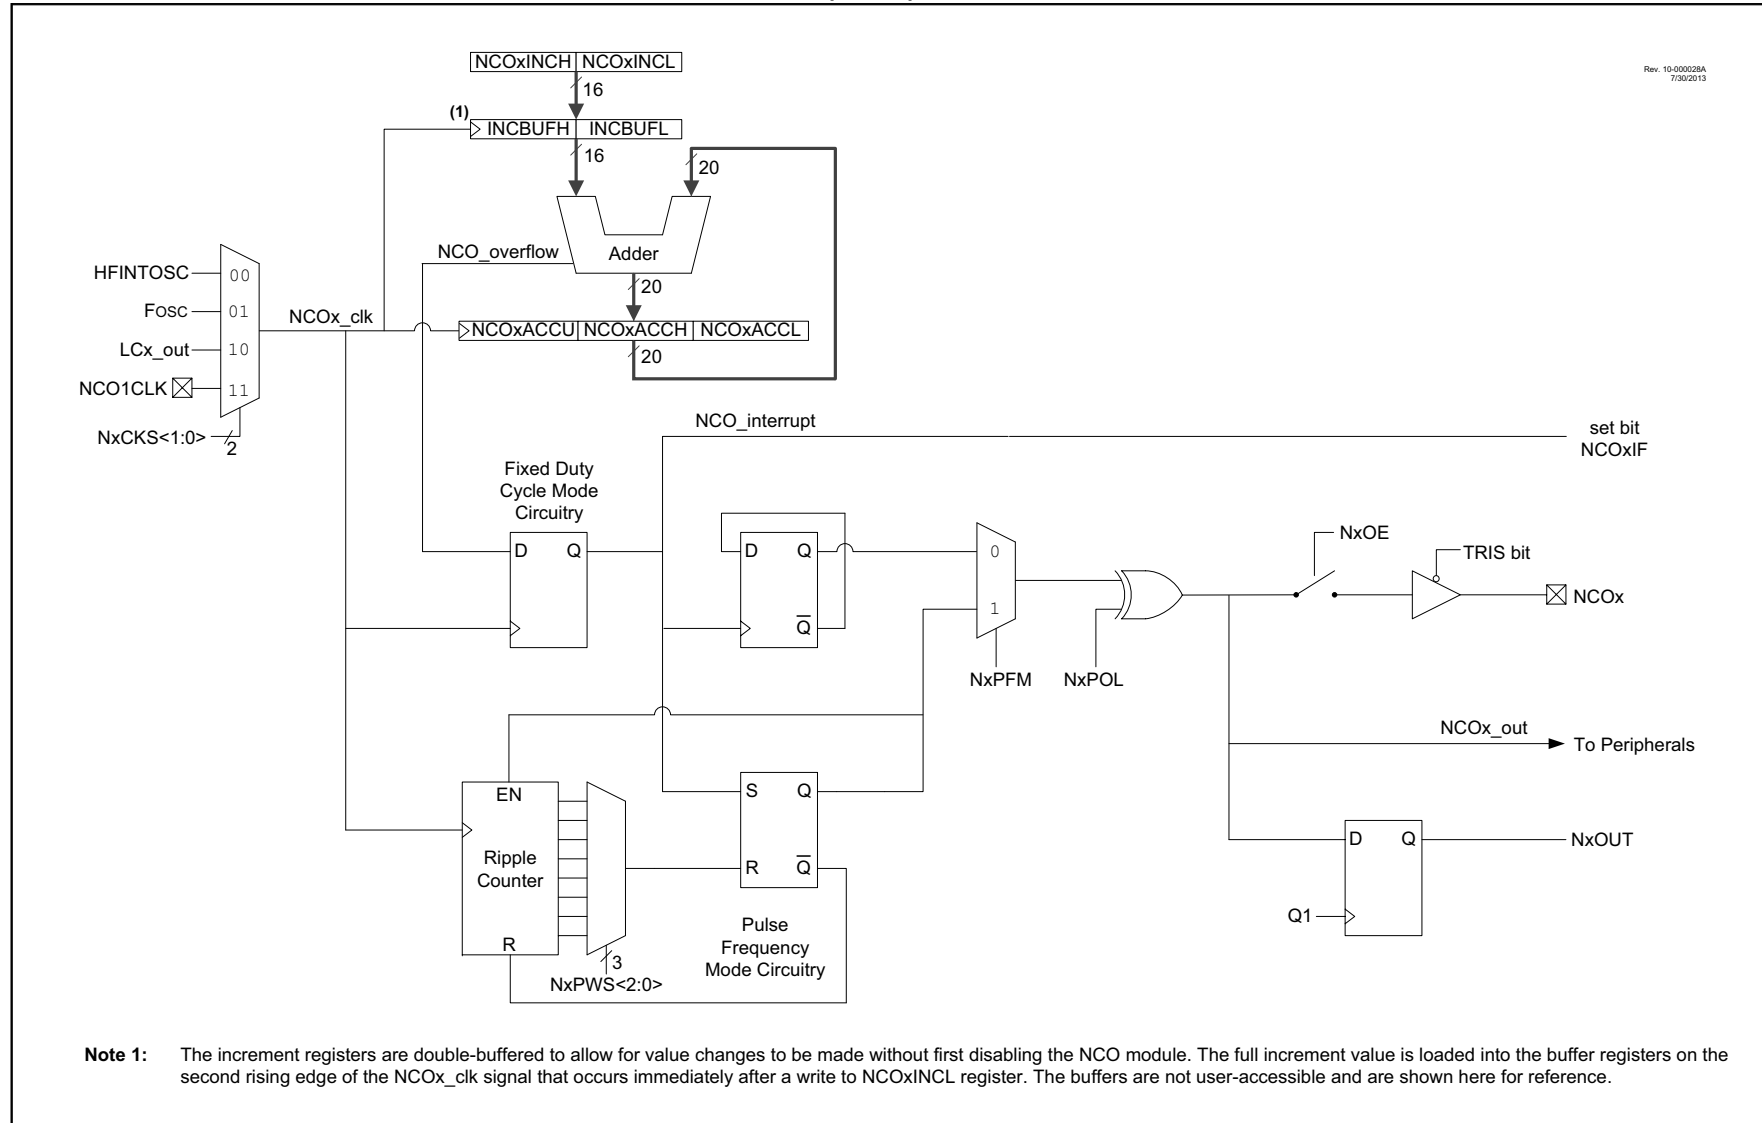 Rev. 10-000028A
7/30/2013
NCOxINCH NCOxINCL
16
(1)
INCBUFH INCBUFL
16
20
NCO_overflow
Adder
20
HFINTOSC 00
FOSC 01
LCx_out 10
NCO1CLK 11
NxCKS<1:0>
2
NCOx_clk
NCOxACCU NCOxACCH NCOxACCL
20
NCO_interrupt
set bit
NCOxIF
Fixed Duty
Cycle Mode
Circuitry
D Q
D Q
Q
0
1
NxPFM
NxPOL
NxOE
TRIS bit
NCOx
NCOx_out
To Peripherals
EN
Ripple
Counter
R
3
NxPWS<2:0>
S Q
R Q
Pulse
Frequency
Mode Circuitry
D Q
NxOUT
Q1
Note 1: The increment registers are double-buffered to allow for value changes to be made without first disabling the NCO module. The full increment value is loaded into the buffer registers on the
second rising edge of the NCOx_clk signal that occurs immediately after a write to NCOxINCL register. The buffers are not user-accessible and are shown here for reference.